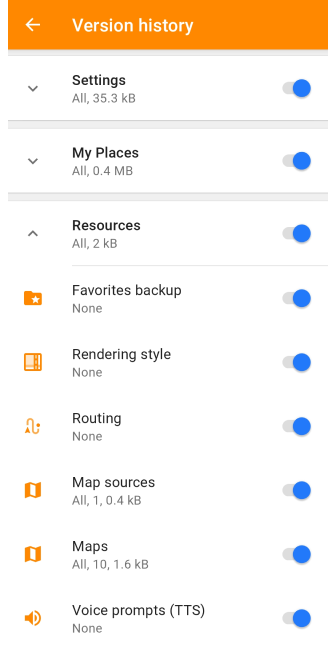 Version history
Settings
All, 35.3 kB
My Places
All, 0.4 MB
Resources
All, 2 kB
Favorites backup
None
Rendering style
None
Routing
None
Map sources
All, 1, 0.4 kB
Maps
All, 10, 1.6 kB
Voice prompts (TTS)
None